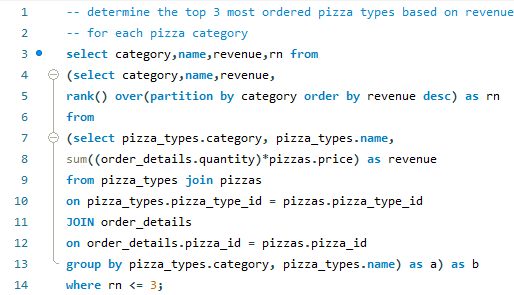 1 -- determine the top 3 most ordered pizza types based on revenue
2 -- for each pizza category
3 select category,name,revenue,rn from
4 (select category,name,revenue,
5 rank() over(partition by category order by revenue desc) as rn
6 from
7 (select pizza_types.category, pizza_types.name,
8 sum((order_details.quantity)*pizzas.price) as revenue
9 from pizza_types join pizzas
10 on pizza_types.pizza_type_id = pizzas.pizza_type_id
11 JOIN order_details
12 on order_details.pizza_id = pizzas.pizza_id
13 group by pizza_types.category, pizza_types.name) as a) as b
14 where rn <= 3;